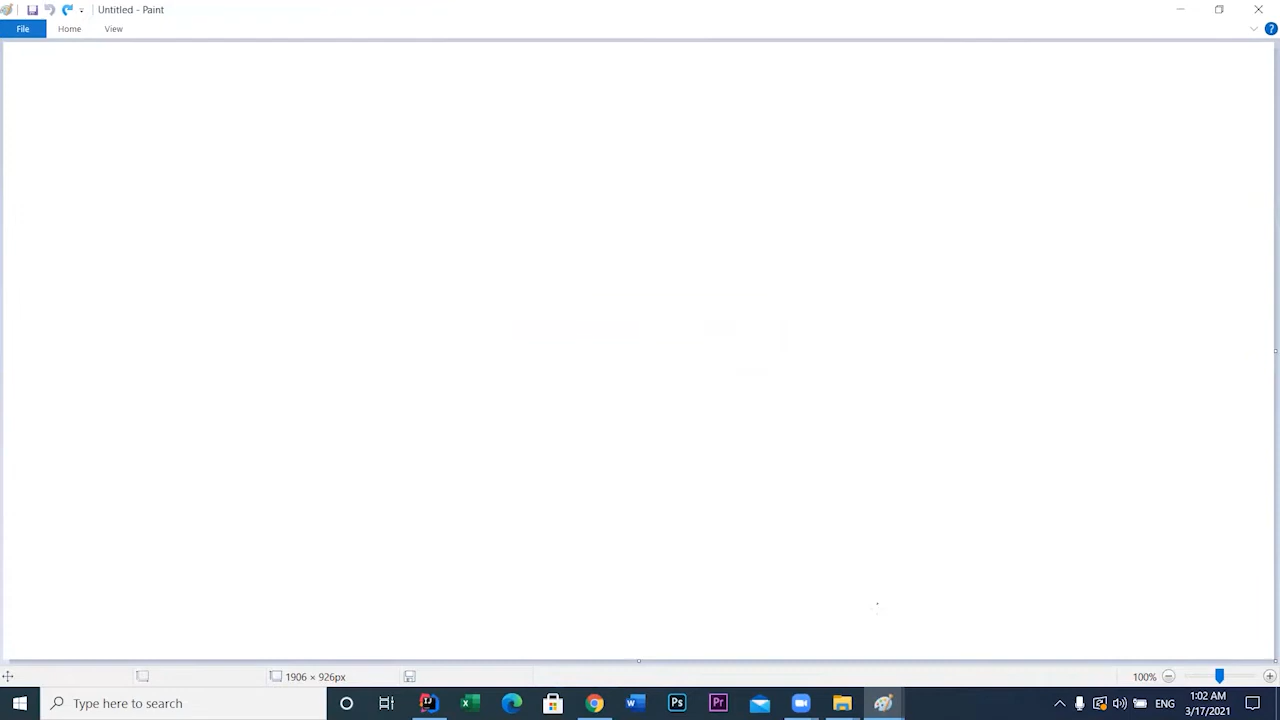 Untitled - Paint
File Home View
1906 × 926px
100%
Type here to search
ENG
1:02 AM
3/17/2021